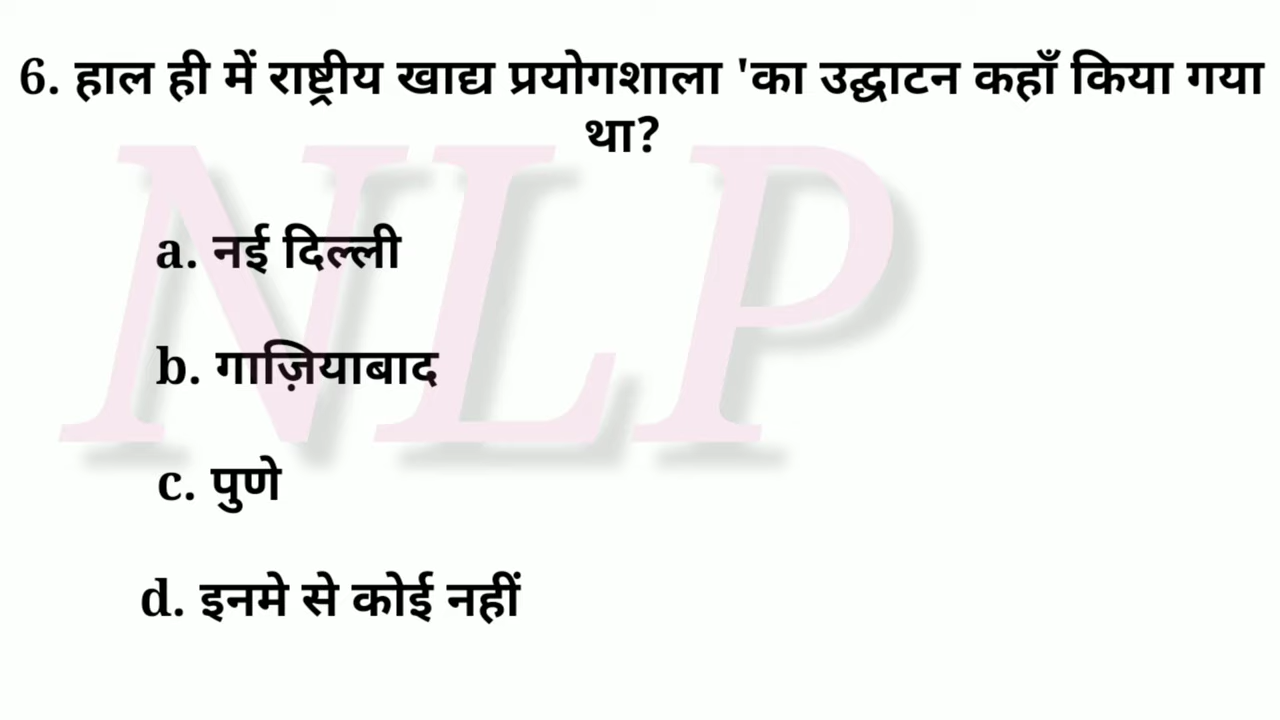 6. हाल ही में राष्ट्रीय खाद्य प्रयोगशाला 'का उद्घाटन कहाँ किया गया
था?
NLP
a. नई दिल्ली
b. गाज़ियाबाद
c. पुणे
d. इनमे से कोई नहीं